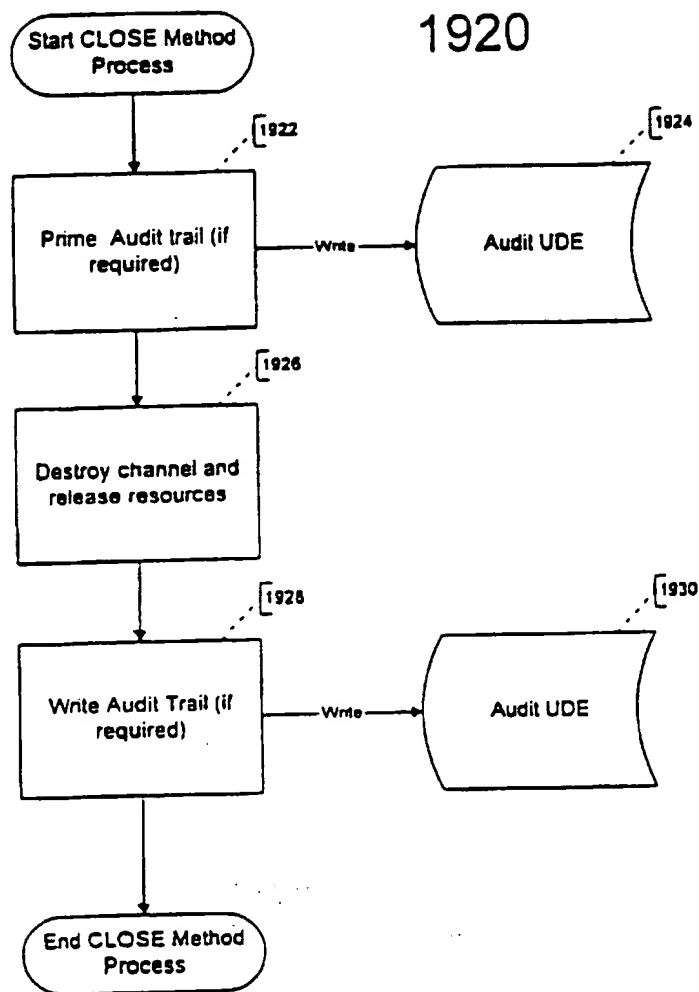 1920
Start CLOSE Method
Process
1922
1924
Prime Audit trail (if
required)
Write
Audit UDE
1926
Destroy channel and
release resources
1928
1930
Write Audit Trail (if
required)
Write
Audit UDE
End CLOSE Method
Process